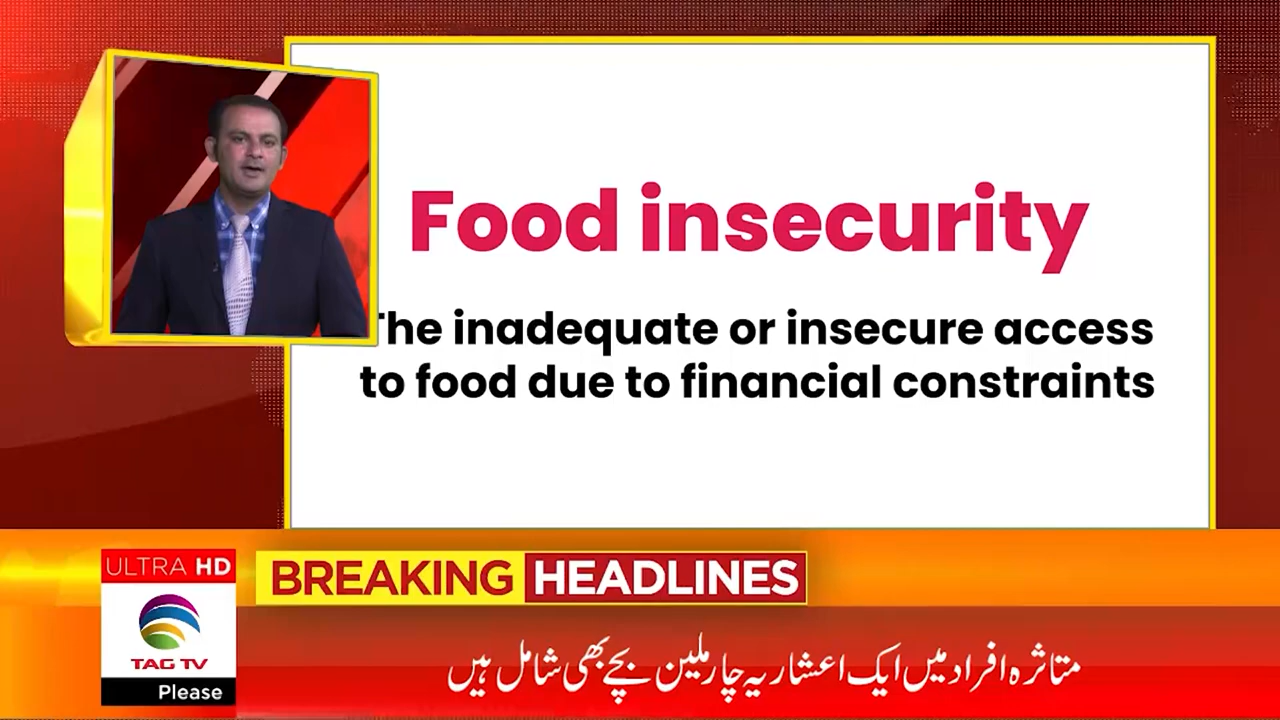 Food insecurity
The inadequate or insecure access
to food due to financial constraints
ULTRA HD
BREAKING HEADLINES
TAG TV
Please
متاثرہ افراد میں ایک اعشاریہ چار ملین بچے بھی شامل ہیں